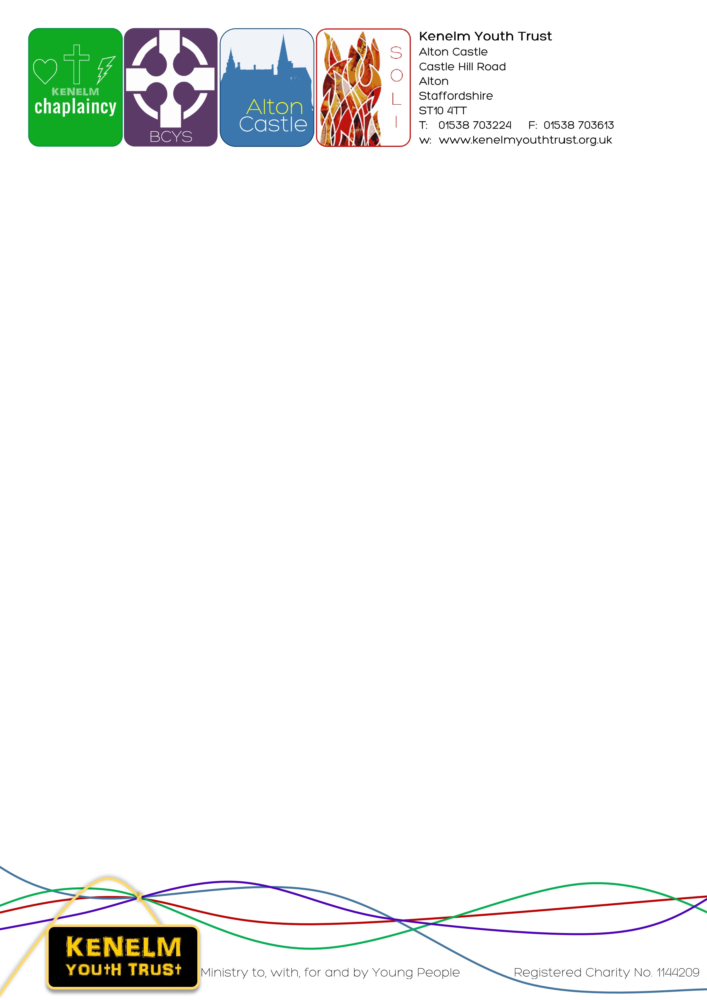 KENELM
chaplaincy
BCYS
Alton
Castle
S
O
L
I
Kenelm Youth Trust
Alton Castle
Castle Hill Road
Alton
Staffordshire
ST10 4TT
T: 01538 703224 F: 01538 703613
w: www.kenelmyouthtrust.org.uk
KENELM
YOUTH TRUST
Ministry to, with, for and by Young People
Registered Charity No. 1144209